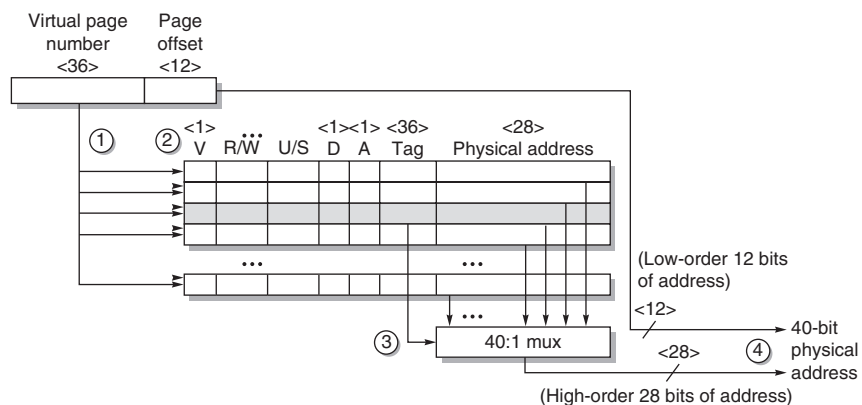 Virtual page number <36>
Page offset <12>
1
2
<1> ... <1> <1> <36> <28>
V R/W U/S D A Tag Physical address
... ...
(Low-order 12 bits of address)
<12>
...
3
40:1 mux
<28>
4
40-bit physical address
(High-order 28 bits of address)